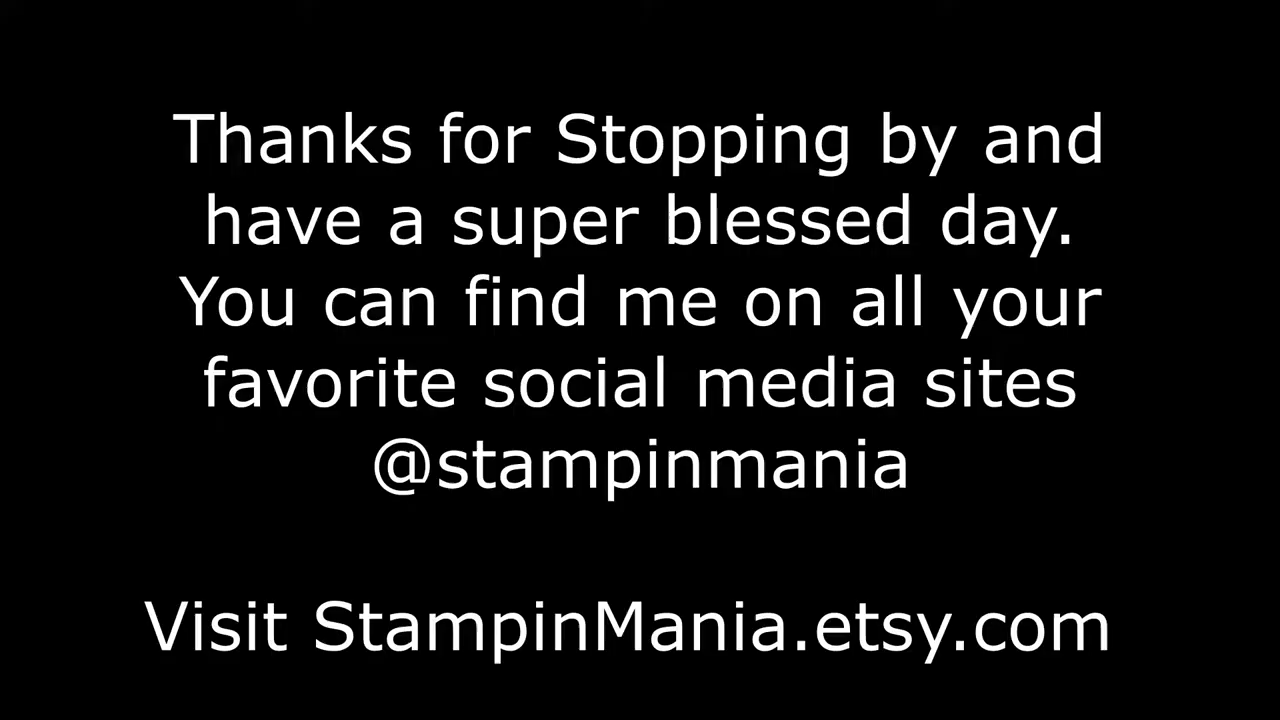 Thanks for Stopping by and
have a super blessed day.
You can find me on all your
favorite social media sites
@stampinmania
Visit StampinMania.etsy.com